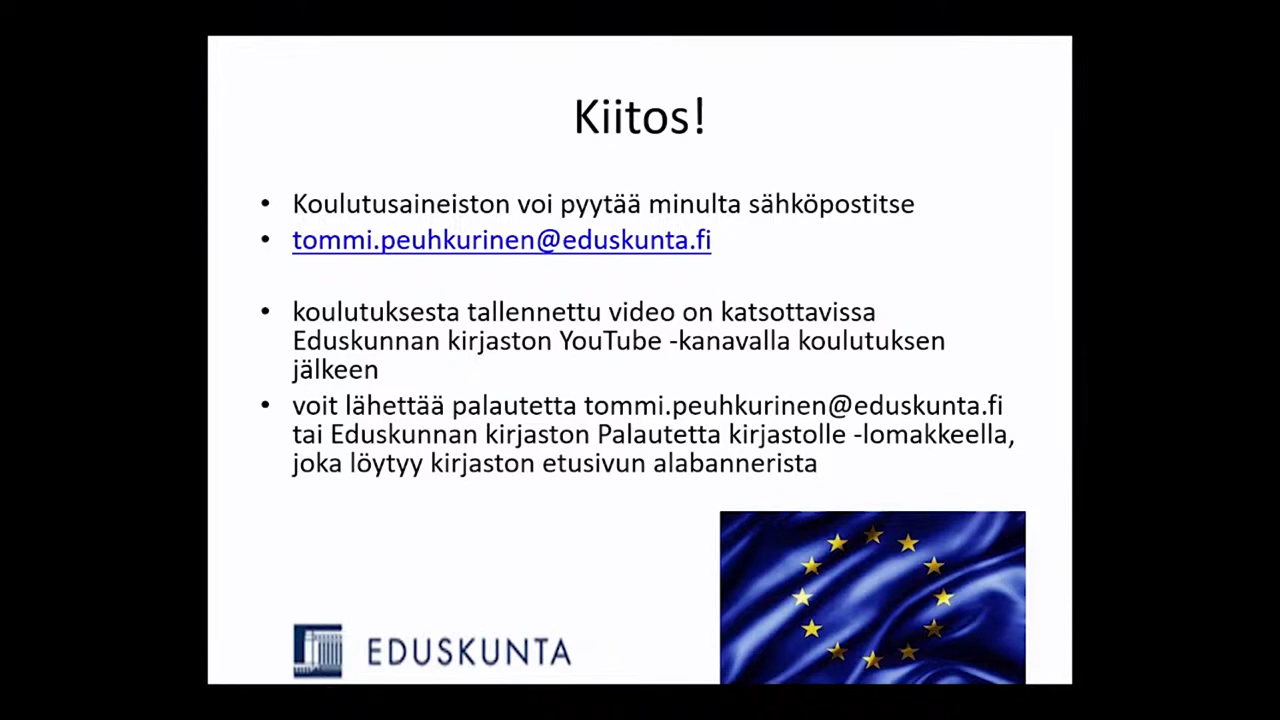 Kiitos!
• Koulutusaineiston voi pyytää minulta sähköpostitse
• tommi.peuhkurinen@eduskunta.fi
• koulutuksesta tallennettu video on katsottavissa
Eduskunnan kirjaston YouTube -kanavalla koulutuksen
jälkeen
• voit lähettää palautetta tommi.peuhkurinen@eduskunta.fi
tai Eduskunnan kirjaston Palautetta kirjastolle -lomakkeella,
joka löytyy kirjaston etusivun alabannerista
EDUSKUNTA